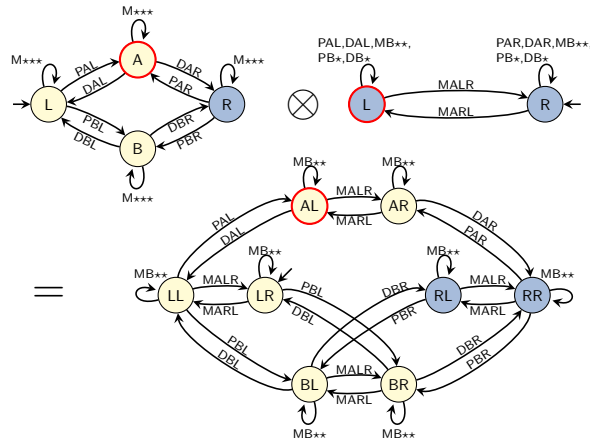 M⋆⋆⋆
A
PAL
DAL
DAR
PAR
M⋆⋆⋆
M⋆⋆⋆
L
R
PBL
DBL
DBR
PBR
B
M⋆⋆⋆
⊗
PAL,DAL,MB⋆⋆,
PB⋆,DB⋆
PAR,DAR,MB⋆⋆,
PB⋆,DB⋆
MALR
L
R
MARL
=
MB⋆⋆
MB⋆⋆
MALR
AL
AR
MARL
PAL
DAL
DAR
PAR
MB⋆⋆
MB⋆⋆
MB⋆⋆
MB⋆⋆
MALR
LL
LR
MARL
PBL
DBL
DBR
PBR
MALR
RL
RR
MARL
PBL
DBL
DBR
PBR
MALR
BL
BR
MARL
MB⋆⋆
MB⋆⋆